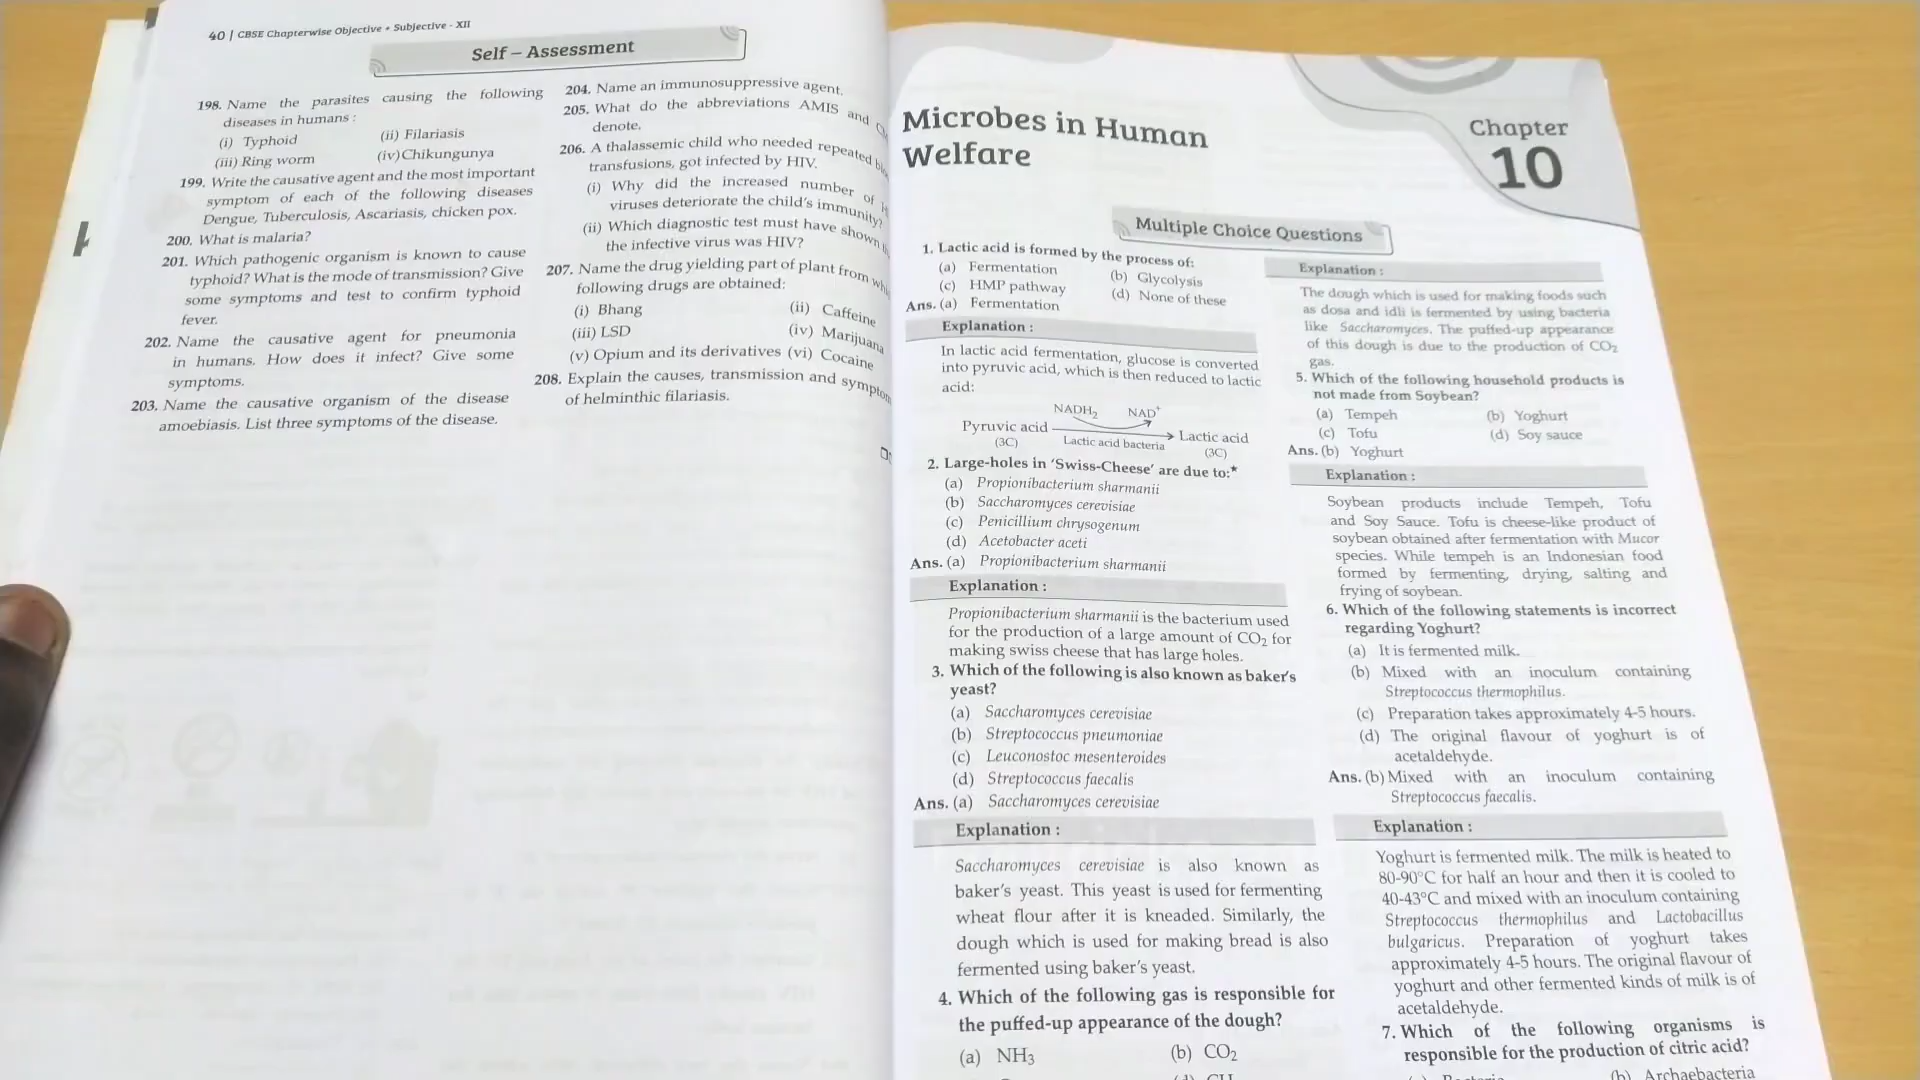 40 | CBSE Chapterwise Objective • Subjective - XII
Self – Assessment
198. Name the parasites causing the following
diseases in humans :
(i) Typhoid (ii) Filariasis
(iii) Ring worm (iv) Chikungunya
199. Write the causative agent and the most important
symptom of each of the following diseases
Dengue, Tuberculosis, Ascariasis, chicken pox.
200. What is malaria?
201. Which pathogenic organism is known to cause
typhoid? What is the mode of transmission? Give
some symptoms and test to confirm typhoid
fever.
202. Name the causative agent for pneumonia
in humans. How does it infect? Give some
symptoms.
203. Name the causative organism of the disease
amoebiasis. List three symptoms of the disease.
204. Name an immunosuppressive agent.
205. What do the abbreviations AMIS and
denote.
206. A thalassemic child who needed repeated
transfusions, got infected by HIV.
(i) Why did the increased number of
viruses deteriorate the child's immunity?
(ii) Which diagnostic test must have shown
the infective virus was HIV?
207. Name the drug yielding part of plant from
following drugs are obtained:
(i) Bhang (ii) Caffeine
(iii) LSD (iv) Marijuana
(v) Opium and its derivatives (vi) Cocaine
208. Explain the causes, transmission and
of helminthic filariasis.
Microbes in Human
Welfare
Chapter
10
Multiple Choice Questions
1. Lactic acid is formed by the process of:
(a) Fermentation (b) Glycolysis
(c) HMP pathway (d) None of these
Ans. (a) Fermentation
Explanation :
In lactic acid fermentation, glucose is converted
into pyruvic acid, which is then reduced to lactic
acid:
NADH₂ NAD⁺
Pyruvic acid Lactic acid
(3C) Lactic acid bacteria (3C)
2. Large-holes in 'Swiss-Cheese' are due to:*
(a) Propionibacterium sharmanii
(b) Saccharomyces cerevisiae
(c) Penicillium chrysogenum
(d) Acetobacter aceti
Ans. (a) Propionibacterium sharmanii
Explanation :
Propionibacterium sharmanii is the bacterium used
for the production of a large amount of CO₂ for
making swiss cheese that has large holes.
3. Which of the following is also known as baker's
yeast?
(a) Saccharomyces cerevisiae
(b) Streptococcus pneumoniae
(c) Leuconostoc mesenteroides
(d) Streptococcus faecalis
Ans. (a) Saccharomyces cerevisiae
Explanation :
Saccharomyces cerevisiae is also known as
baker's yeast. This yeast is used for fermenting
wheat flour after it is kneaded. Similarly, the
dough which is used for making bread is also
fermented using baker's yeast.
4. Which of the following gas is responsible for
the puffed-up appearance of the dough?
(a) NH₃ (b) CO₂
Explanation :
The dough which is used for making foods such
as dosa and idli is fermented by using bacteria
like Saccharomyces. The puffed-up appearance
of this dough is due to the production of CO₂
gas.
5. Which of the following household products is
not made from Soybean?
(a) Tempeh (b) Yoghurt
(c) Tofu (d) Soy sauce
Ans. (b) Yoghurt
Explanation :
Soybean products include Tempeh, Tofu
and Soy Sauce. Tofu is cheese-like product of
soybean obtained after fermentation with Mucor
species. While tempeh is an Indonesian food
formed by fermenting, drying, salting and
frying of soybean.
6. Which of the following statements is incorrect
regarding Yoghurt?
(a) It is fermented milk.
(b) Mixed with an inoculum containing
Streptococcus thermophilus.
(c) Preparation takes approximately 4-5 hours.
(d) The original flavour of yoghurt is of
acetaldehyde.
Ans. (b) Mixed with an inoculum containing
Streptococcus faecalis.
Explanation :
Yoghurt is fermented milk. The milk is heated to
80-90°C for half an hour and then it is cooled to
40-43°C and mixed with an inoculum containing
Streptococcus thermophilus and Lactobacillus
bulgaricus. Preparation of yoghurt takes
approximately 4-5 hours. The original flavour of
yoghurt and other fermented kinds of milk is of
acetaldehyde.
7. Which of the following organisms is
responsible for the production of citric acid?
(b) Archaebacteria